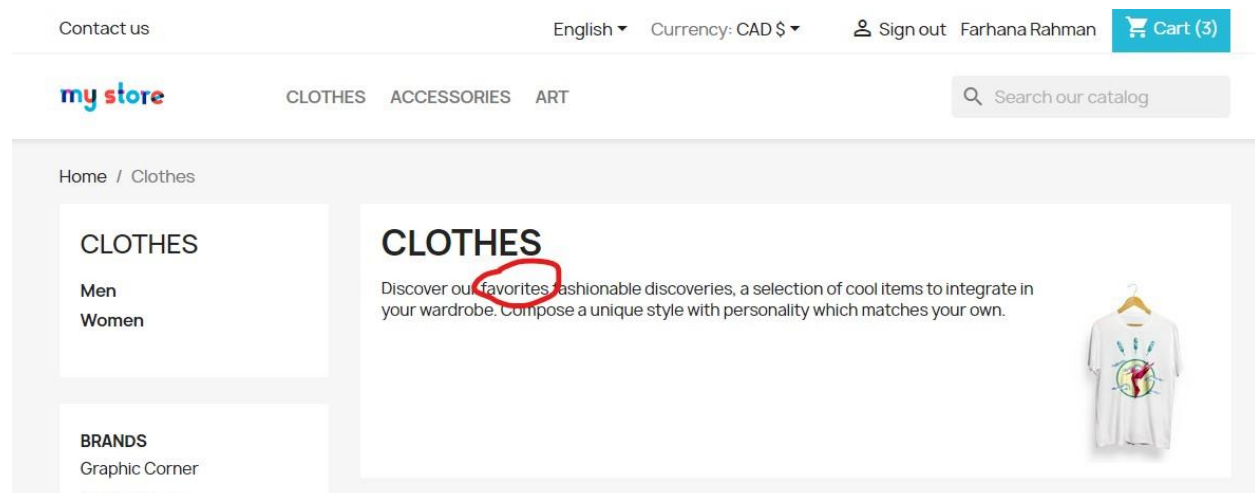 Contact us
English Currency: CAD $ Sign out Farhana Rahman Cart (3)
my store CLOTHES ACCESSORIES ART Search our catalog
Home / Clothes
CLOTHES
Men
Women
BRANDS
Graphic Corner
CLOTHES
Discover our favorites fashionable discoveries, a selection of cool items to integrate in
your wardrobe. Compose a unique style with personality which matches your own.